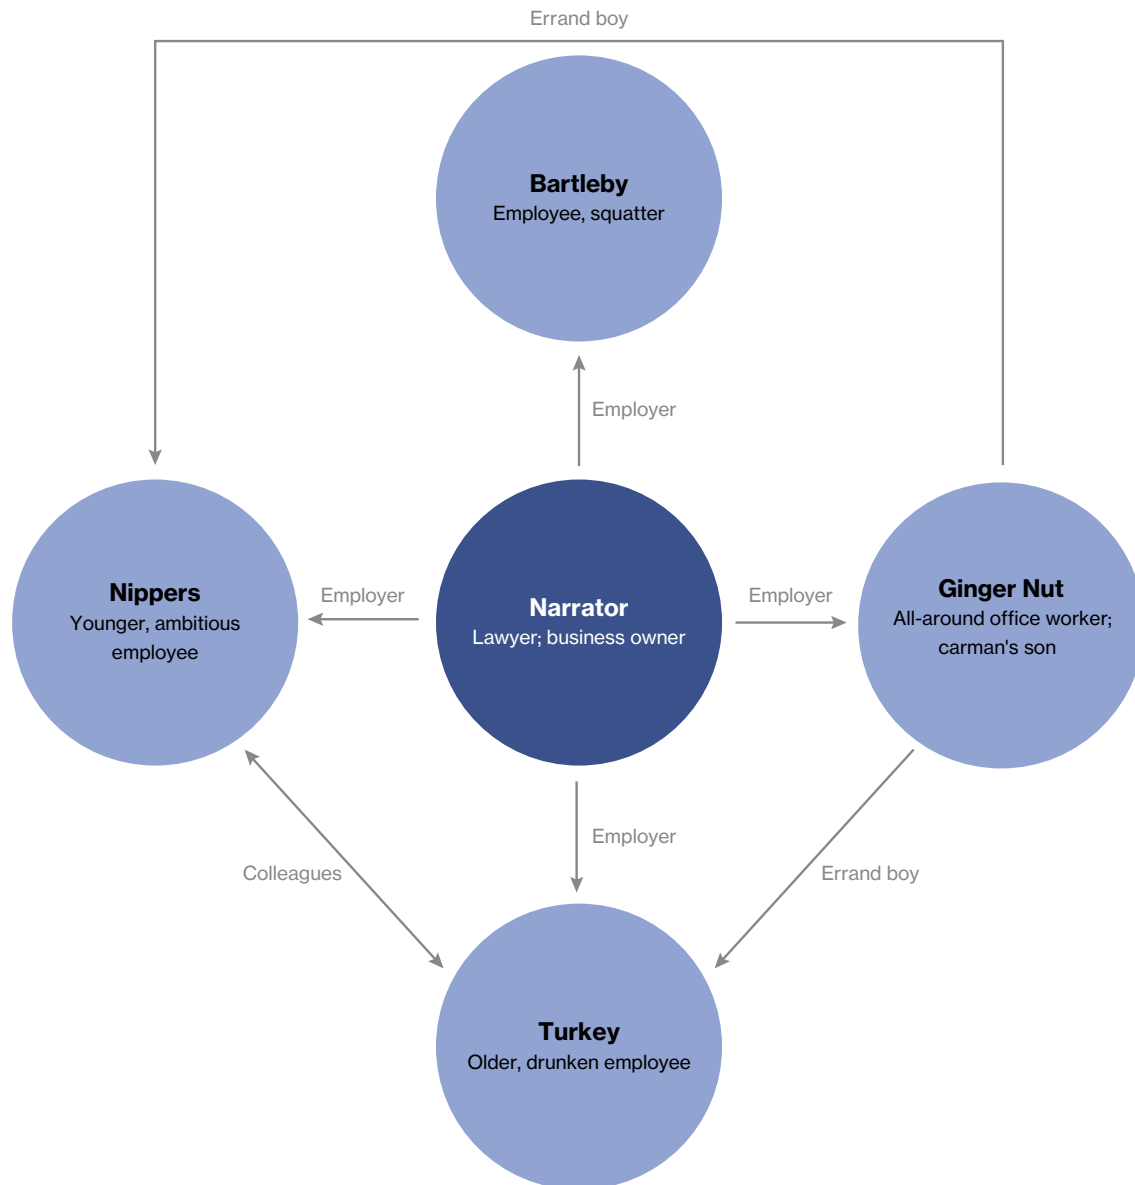 Errand boy
Bartleby
Employee, squatter
Employer
Nippers
Younger, ambitious
employee
Employer
Narrator
Lawyer; business owner
Employer
Ginger Nut
All-around office worker;
carman's son
Employer
Colleagues
Errand boy
Turkey
Older, drunken employee